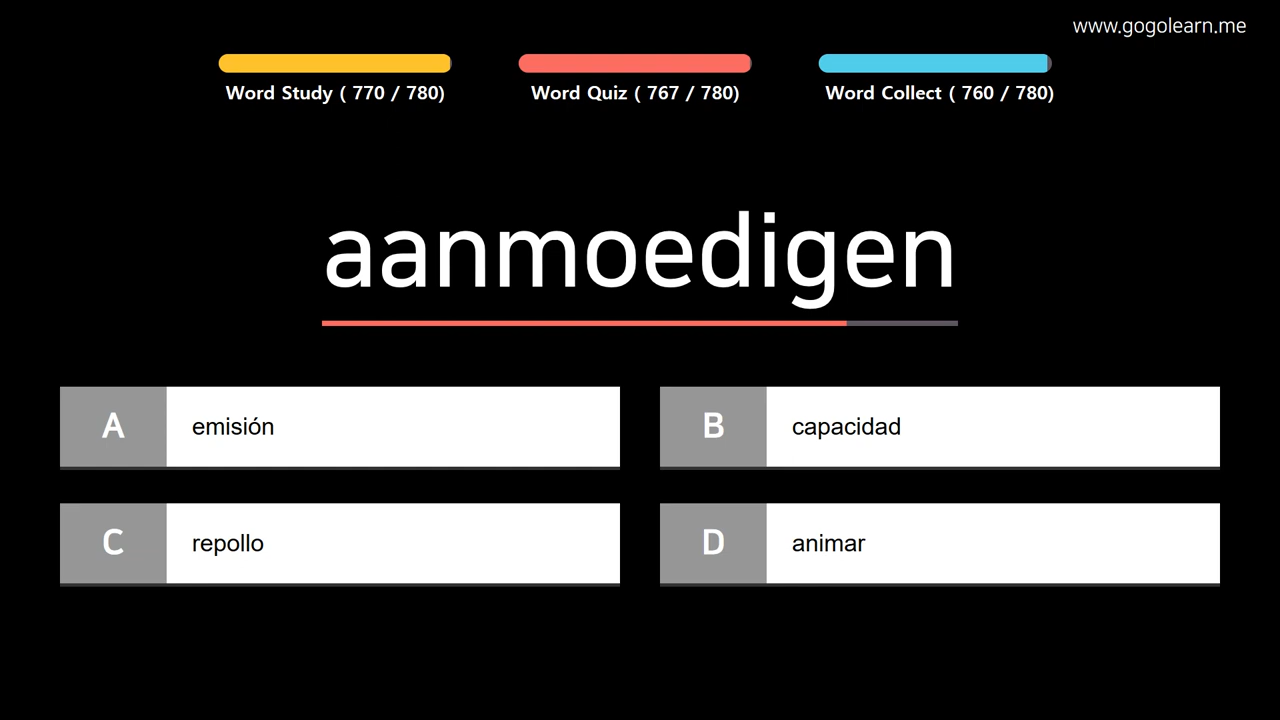 www.gogolearn.me
Word Study ( 770 / 780)
Word Quiz ( 767 / 780)
Word Collect ( 760 / 780)
aanmoedigen
A emisión
B capacidad
C repollo
D animar